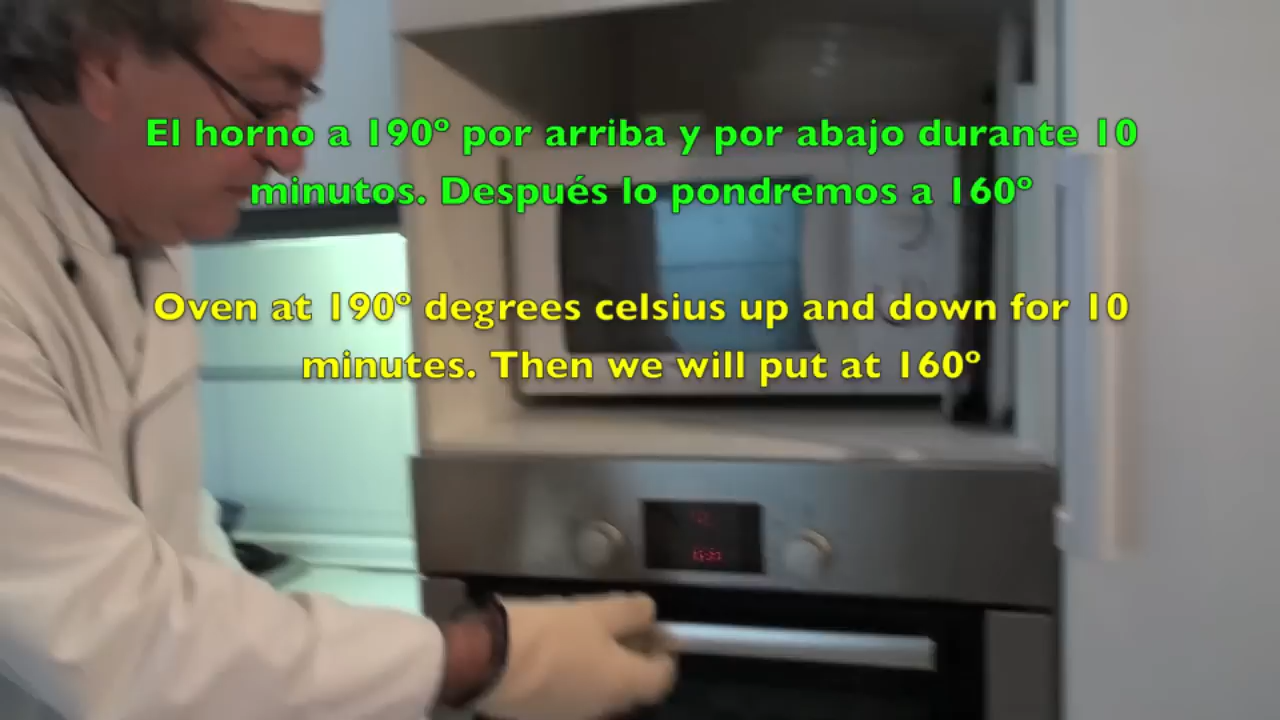 El horno a 190º por arriba y por abajo durante 10
minutos. Después lo pondremos a 160º
Oven at 190º degrees celsius up and down for 10
minutes. Then we will put at 160º